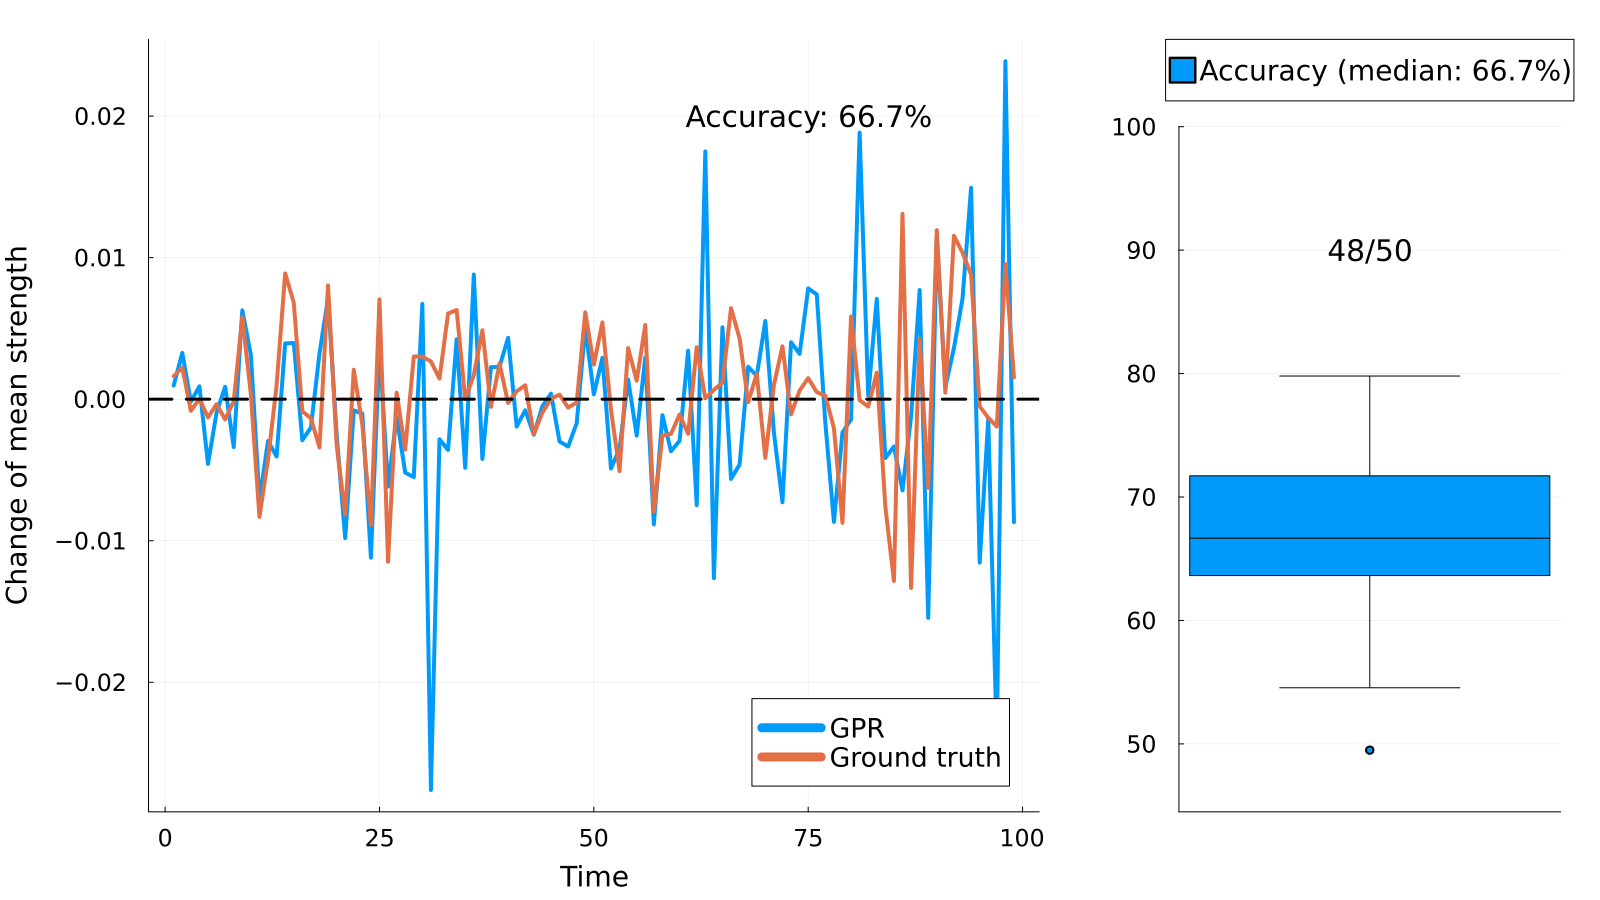 Change of mean strength
0.02
0.01
0.00
−0.01
−0.02
Accuracy: 66.7%
GPR
Ground truth
0
25
50
75
100
Time
Accuracy (median: 66.7%)
100
90
80
70
60
50
48/50